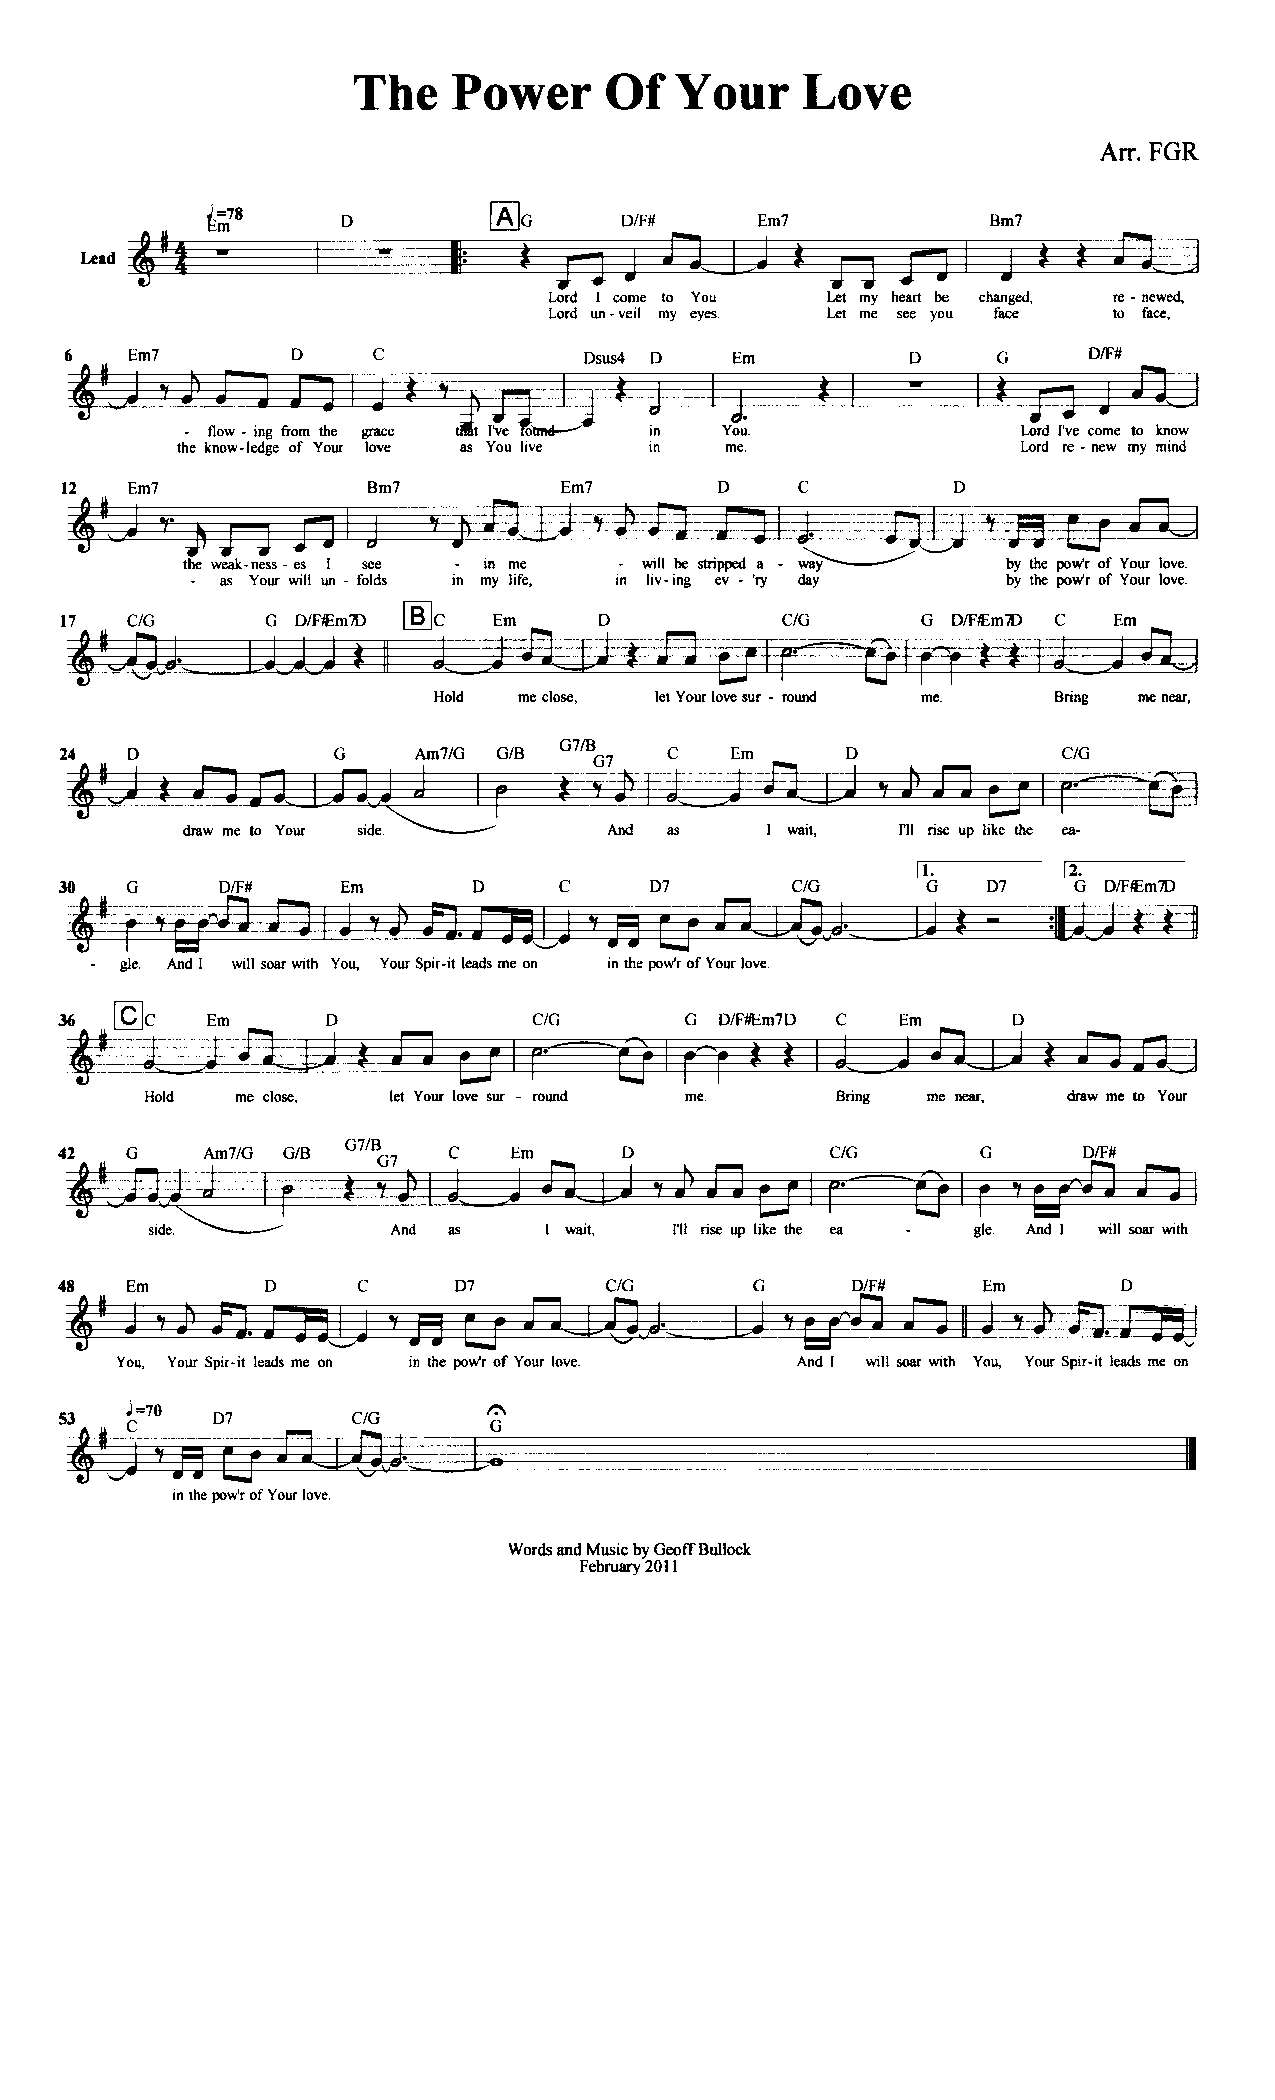 The Power Of Your Love
Arr. FGR
♩=78
Em D A G D/F# Em7 Bm7
Lead
Lord I come to You Let my heart be changed, re - newed,
Lord un - veil my eyes Let me see you face to face,
6 Em7 D C Dsus4 D Em D G D/F#
- flow - ing from the grace that I've found in You. Lord I've come to know
the know - ledge of Your love as You live in me. Lord re - new my mind
12 Em7 Bm7 Em7 D C D
the weak - ness - es I see - in me - will be stripped a - way by the pow'r of Your love.
- as Your will un - folds in my life, in liv - ing ev - 'ry day by the pow'r of Your love.
17 C/G G D/F# Em7 D B C Em D C/G G D/F# Em7 D C Em
Hold me close, let Your love sur - round me. Bring me near,
24 D G Am7/G G/B G7/B G7 C Em D C/G
draw me to Your side. And as I wait, I'll rise up like the ea-
1. 2.
30 G D/F# Em D C D7 C/G G D7 G D/F# Em7 D
- gle. And I will soar with You, Your Spir-it leads me on in the pow'r of Your love.
36 C C Em D C/G G D/F# Em7 D C Em D
Hold me close, let Your love sur - round me. Bring me near, draw me to Your
42 G Am7/G G/B G7/B G7 C Em D C/G G D/F#
side. And as I wait, I'll rise up like the ea - gle. And I will soar with
48 Em D C D7 C/G G D/F# Em D
You, Your Spir-it leads me on in the pow'r of Your love. And I will soar with You, Your Spir-it leads me on
♩=70
53 C D7 C/G G
in the pow'r of Your love.
Words and Music by Geoff Bullock
February 2011